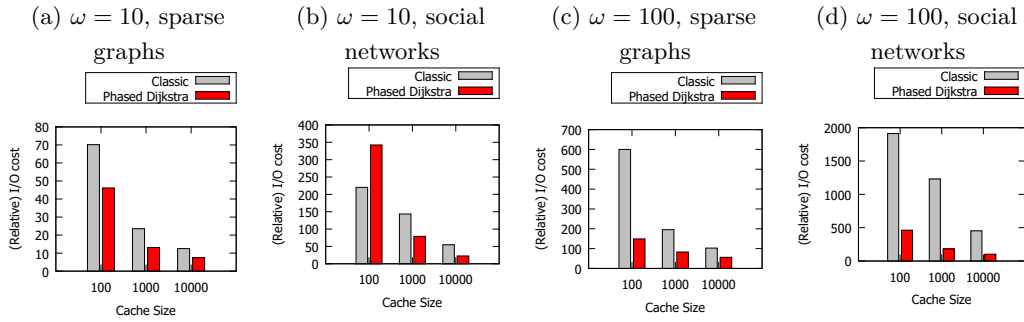 (a) ω = 10, sparse
graphs
Classic
Phased Dijkstra
(Relative) I/O cost
80
70
60
50
40
30
20
10
0
100 1000 10000
Cache Size
(b) ω = 10, social
networks
Classic
Phased Dijkstra
(Relative) I/O cost
400
350
300
250
200
150
100
50
0
100 1000 10000
Cache Size
(c) ω = 100, sparse
graphs
Classic
Phased Dijkstra
(Relative) I/O cost
700
600
500
400
300
200
100
0
100 1000 10000
Cache Size
(d) ω = 100, social
networks
Classic
Phased Dijkstra
(Relative) I/O cost
2000
1500
1000
500
0
100 1000 10000
Cache Size